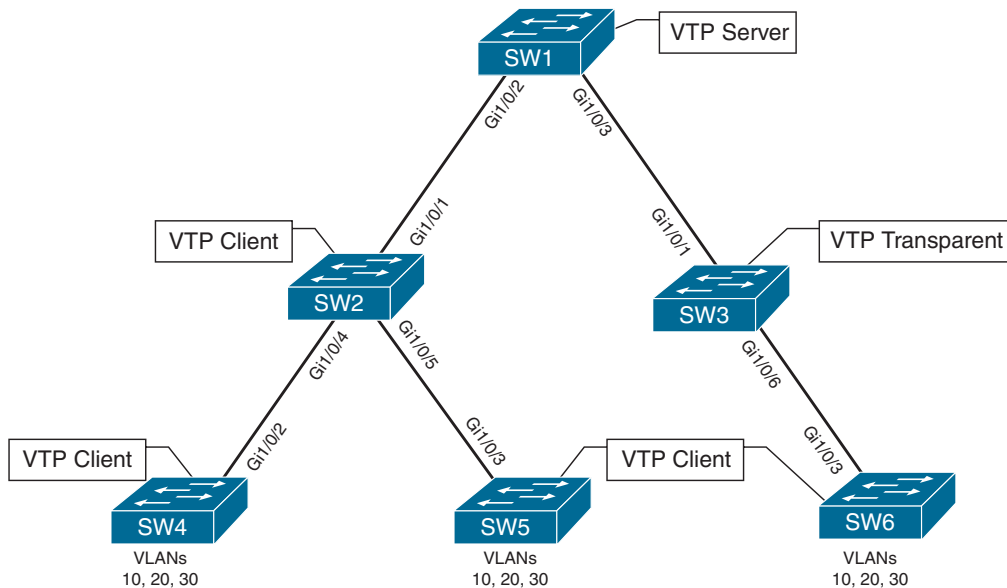 VTP Server
SW1
Gi1/0/2
Gi1/0/3
Gi1/0/1
Gi1/0/1
VTP Client
VTP Transparent
SW2
SW3
Gi1/0/4
Gi1/0/5
Gi1/0/6
Gi1/0/2
Gi1/0/3
Gi1/0/3
VTP Client
VTP Client
SW4
SW5
SW6
VLANs
10, 20, 30
VLANs
10, 20, 30
VLANs
10, 20, 30